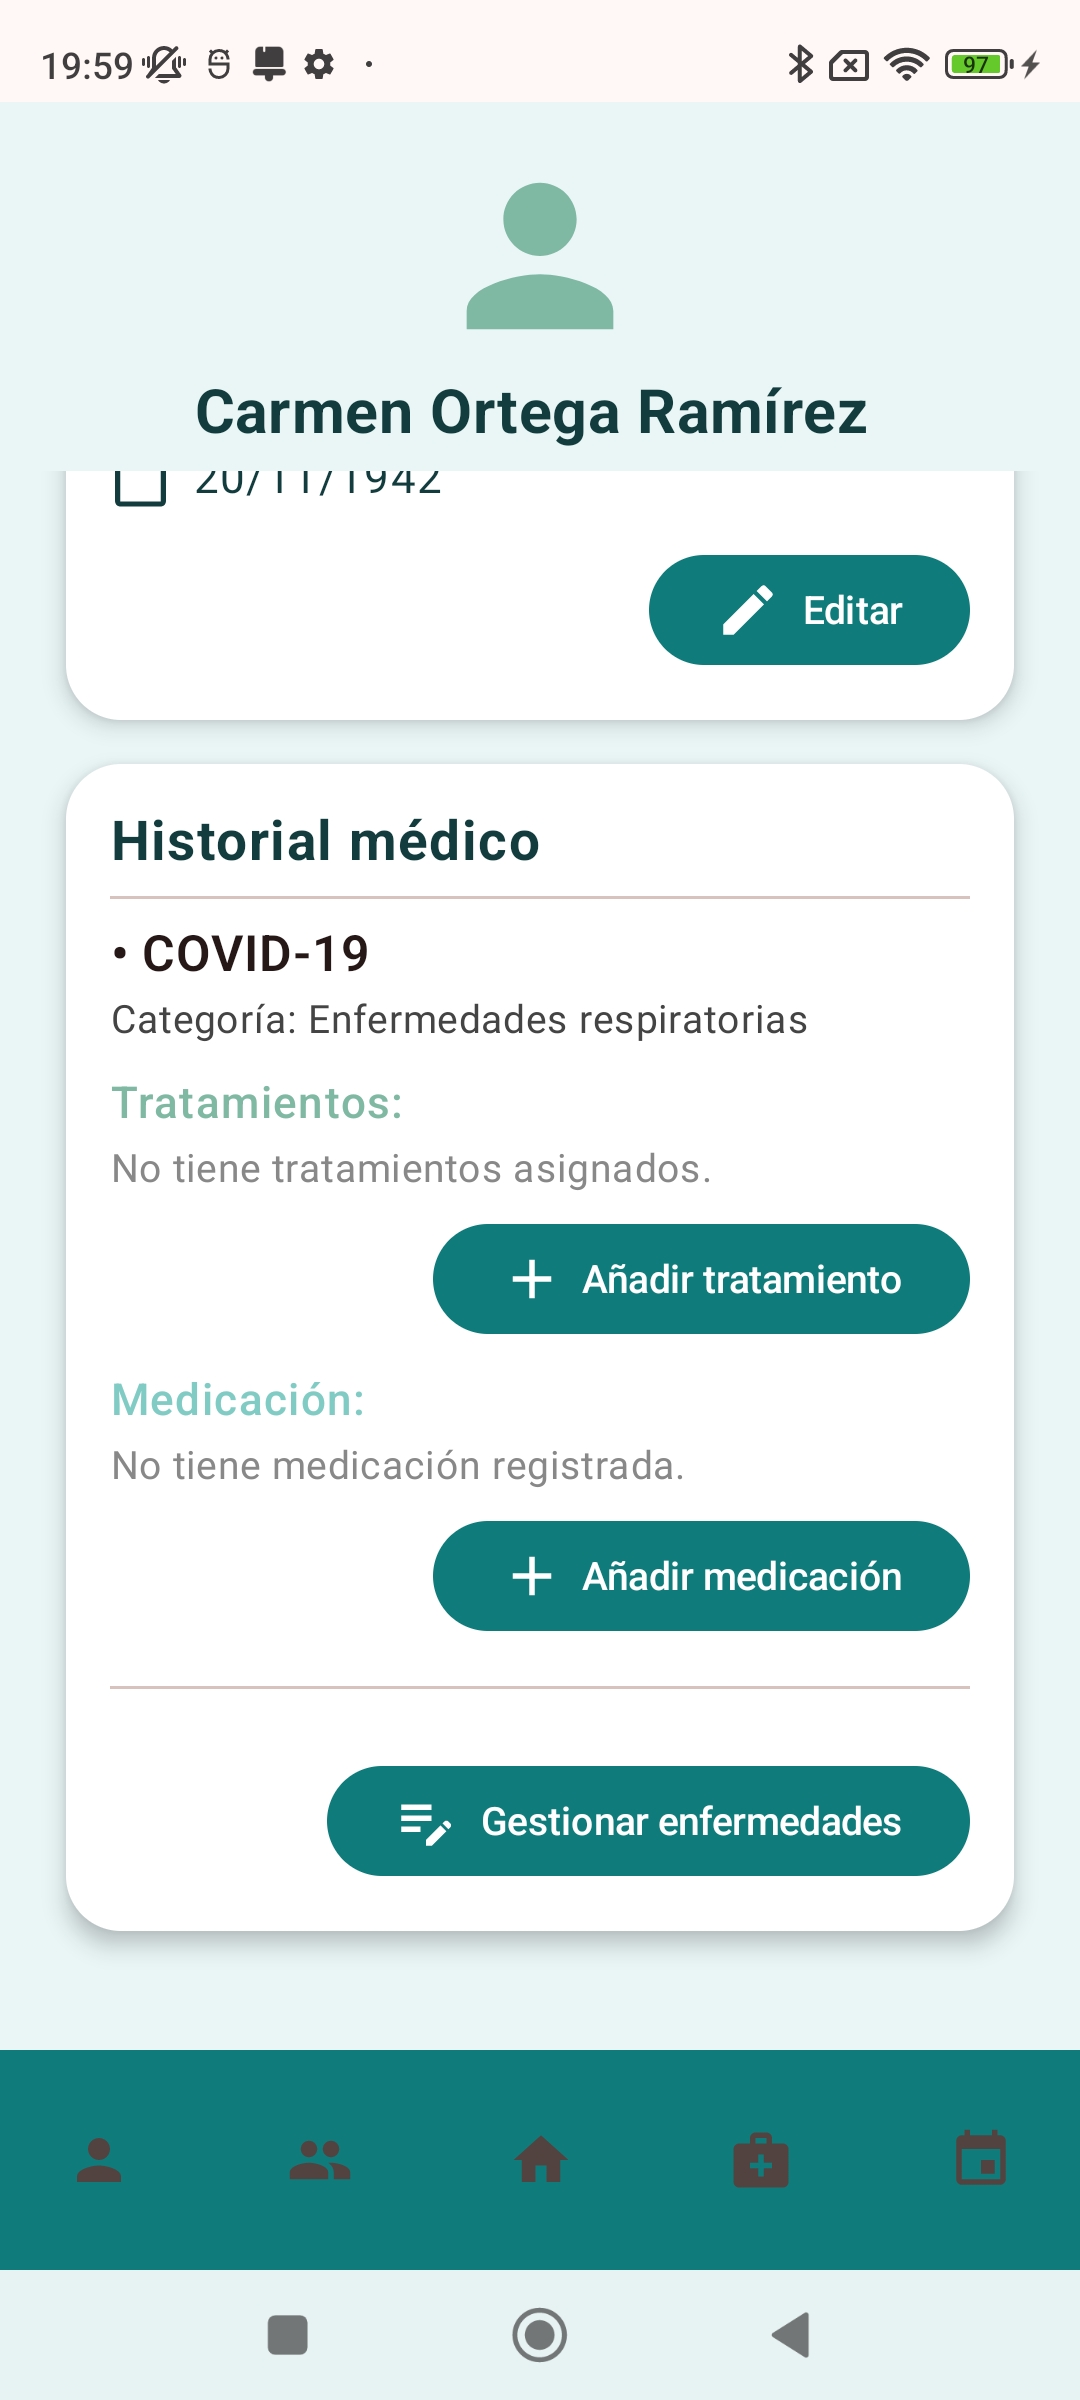 19:59
97
Carmen Ortega Ramírez
20/11/1942
Editar
Historial médico
• COVID-19
Categoría: Enfermedades respiratorias
Tratamientos:
No tiene tratamientos asignados.
Añadir tratamiento
Medicación:
No tiene medicación registrada.
Añadir medicación
Gestionar enfermedades